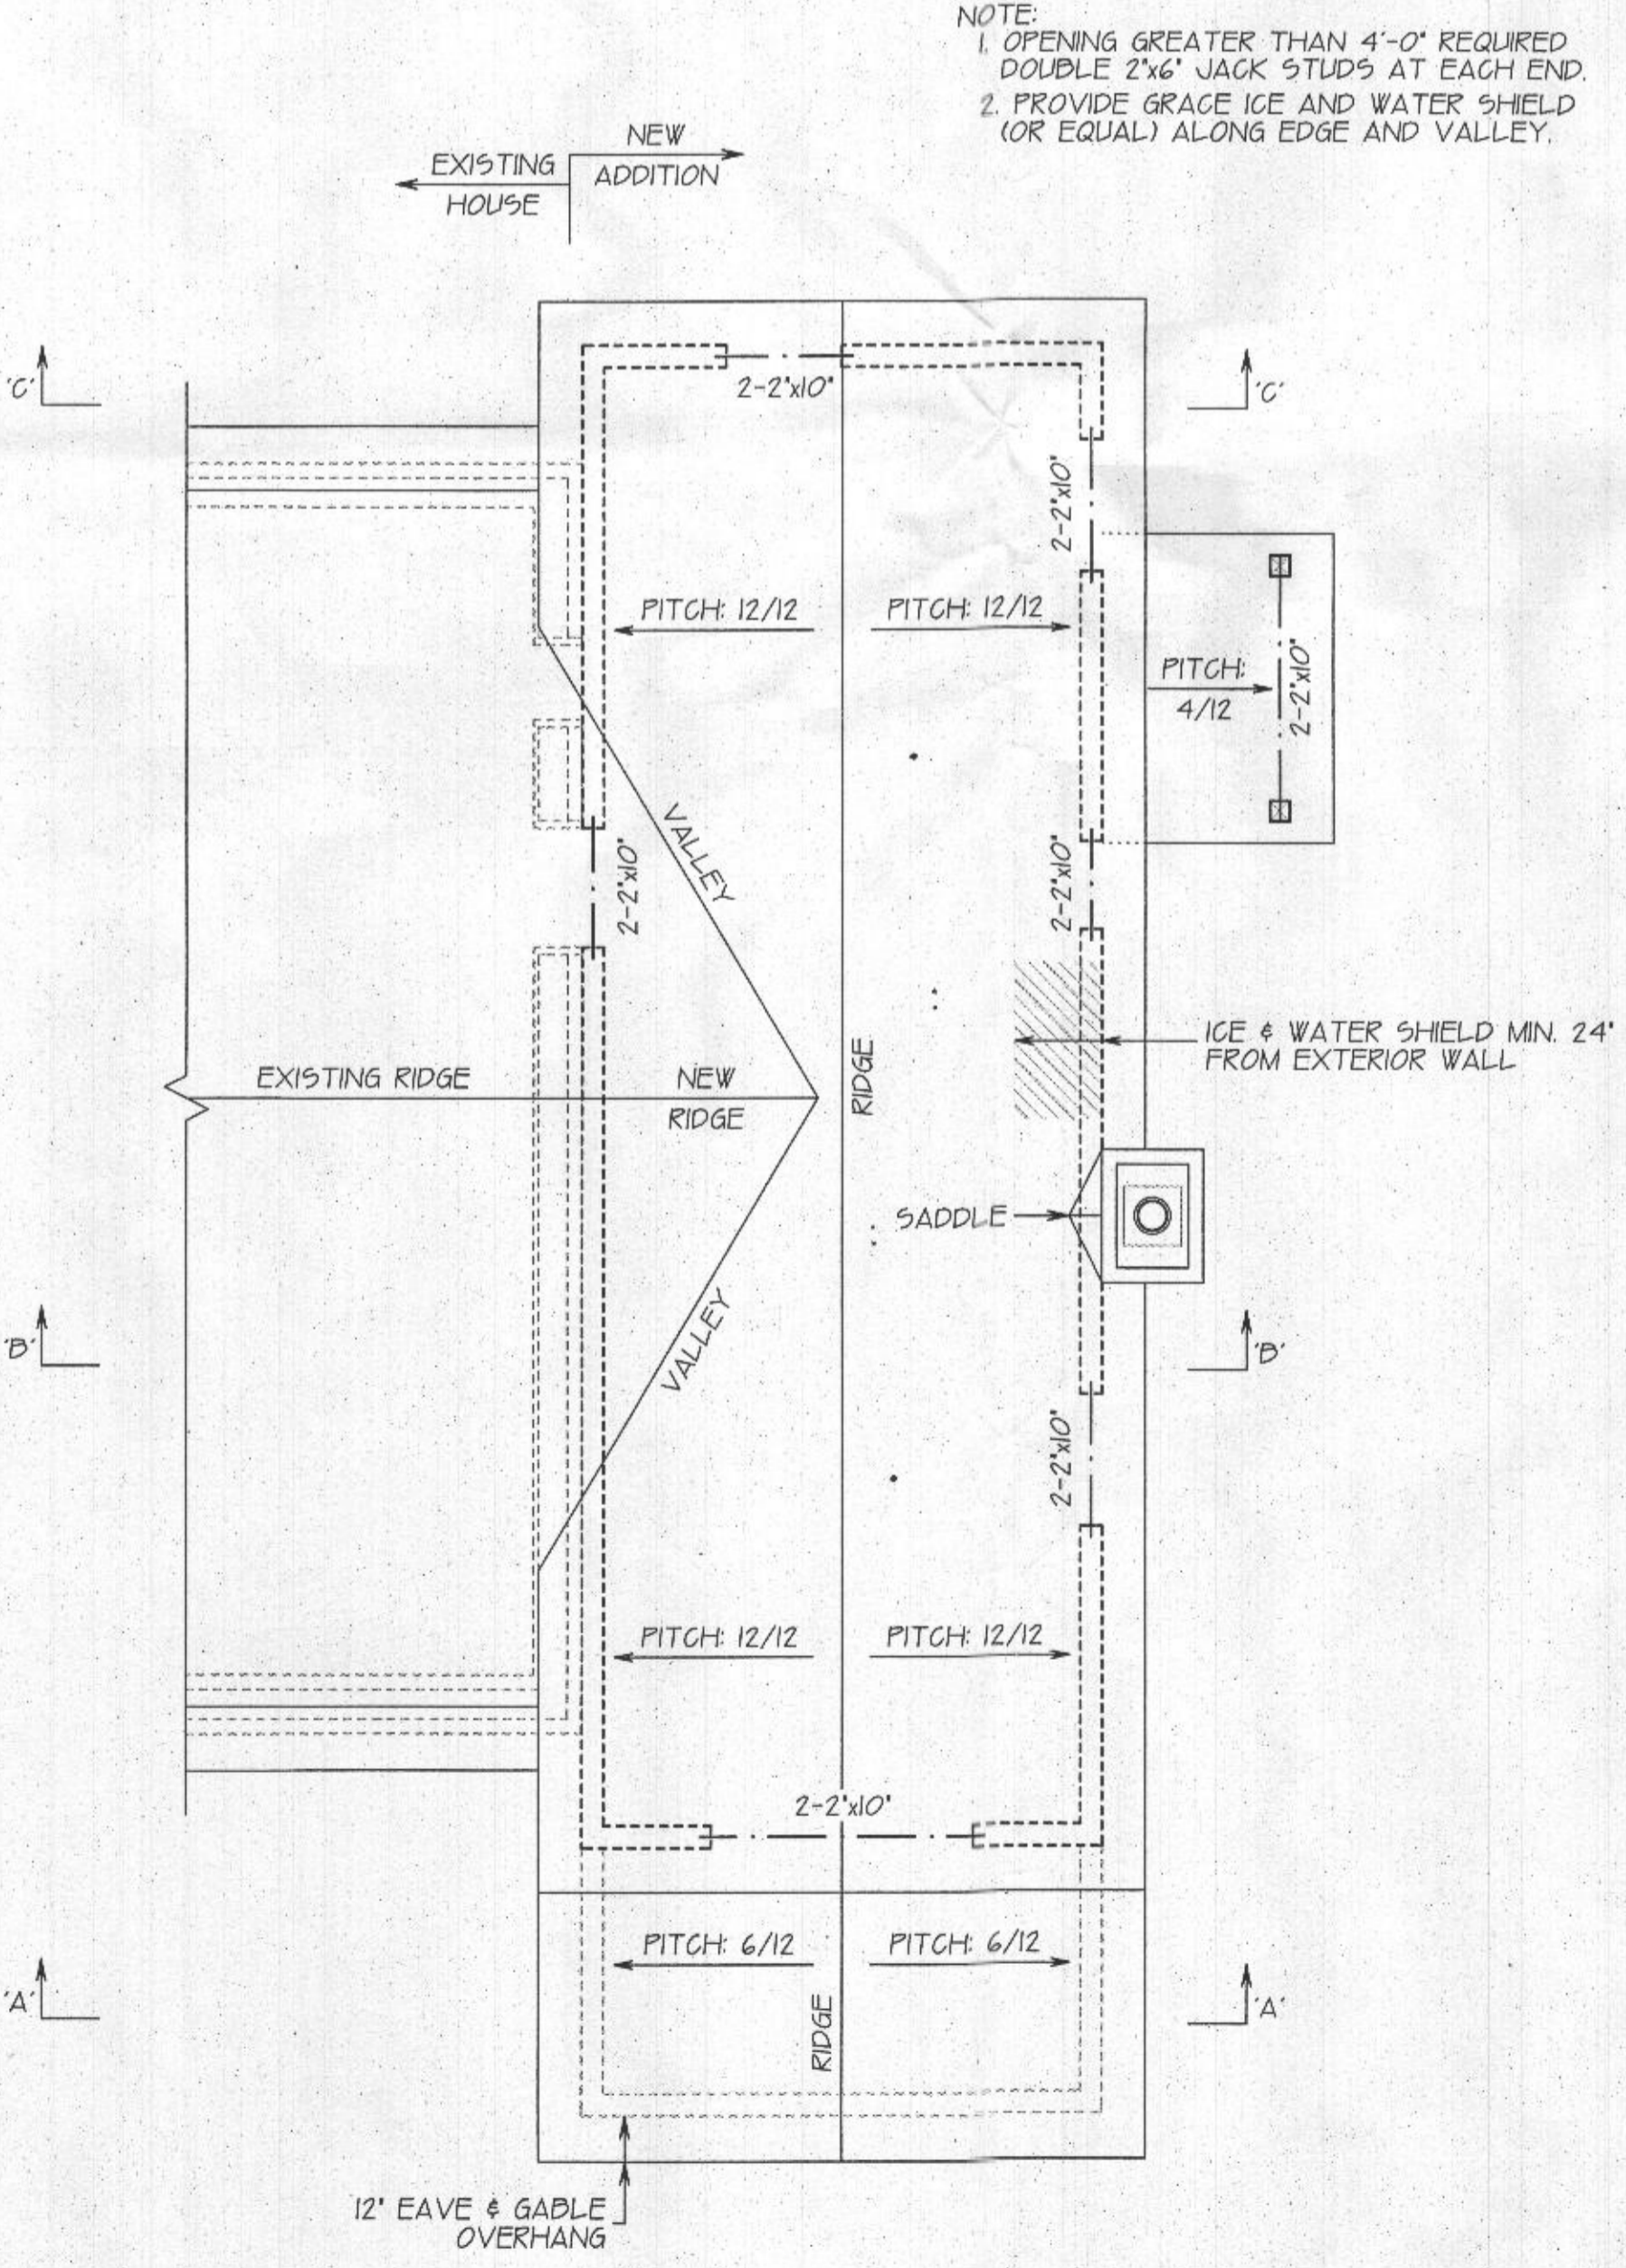 NOTE:
1. OPENING GREATER THAN 4'-0" REQUIRED
DOUBLE 2"x6" JACK STUDS AT EACH END.
2. PROVIDE GRACE ICE AND WATER SHIELD
(OR EQUAL) ALONG EDGE AND VALLEY.
NEW
ADDITION
EXISTING
HOUSE
'C'
'C'
2-2"x10"
2-2"x10"
PITCH: 12/12
PITCH: 12/12
PITCH:
4/12
2-2"x10"
VALLEY
2-2"x10"
2-2"x10"
ICE & WATER SHIELD MIN. 24"
FROM EXTERIOR WALL
EXISTING RIDGE
NEW
RIDGE
RIDGE
SADDLE
VALLEY
'B'
'B'
2-2"x10"
PITCH: 12/12
PITCH: 12/12
2-2"x10"
PITCH: 6/12
PITCH: 6/12
RIDGE
'A'
'A'
12" EAVE & GABLE
OVERHANG